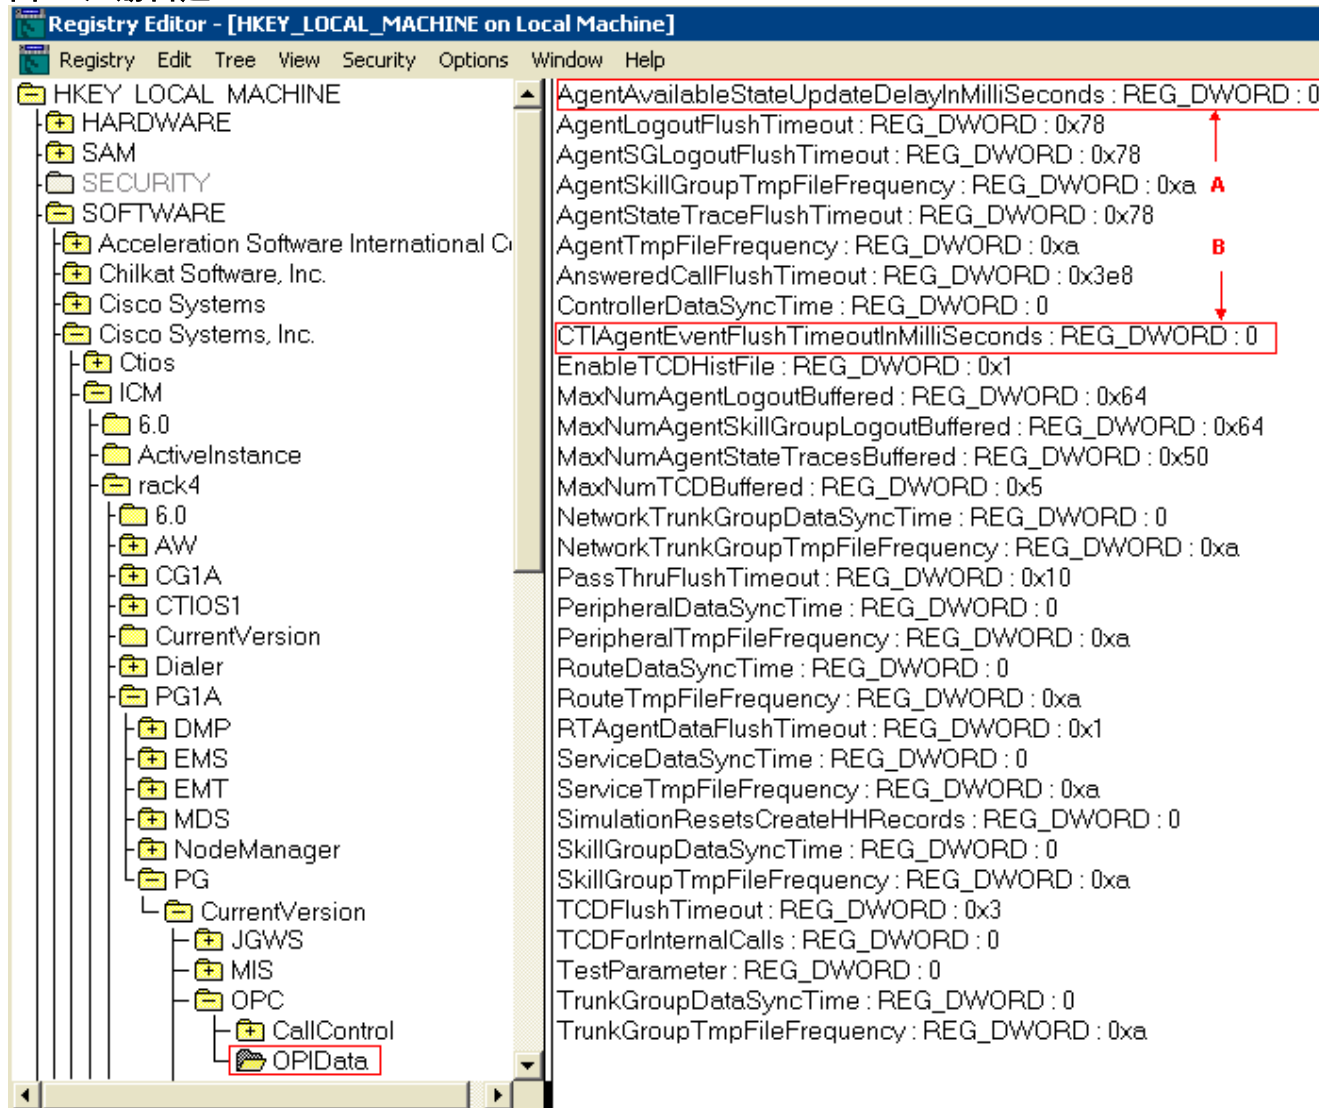 Registry Editor - [HKEY_LOCAL_MACHINE on Local Machine]
Registry Edit Tree View Security Options Window Help
HKEY_LOCAL_MACHINE
HARDWARE
SAM
SECURITY
SOFTWARE
Acceleration Software International C
Chilkat Software, Inc.
Cisco Systems
Cisco Systems, Inc.
Ctios
ICM
6.0
ActiveInstance
rack4
6.0
AW
CG1A
CTIOS1
CurrentVersion
Dialer
PG1A
DMP
EMS
EMT
MDS
NodeManager
PG
CurrentVersion
JGWS
MIS
OPC
CallControl
OPIData
AgentAvailableStateUpdateDelayInMilliSeconds : REG_DWORD : 0
AgentLogoutFlushTimeout : REG_DWORD : 0x78
AgentSGLogoutFlushTimeout : REG_DWORD : 0x78
AgentSkillGroupTmpFileFrequency : REG_DWORD : 0xa A
AgentStateTraceFlushTimeout : REG_DWORD : 0x78
AgentTmpFileFrequency : REG_DWORD : 0xa B
AnsweredCallFlushTimeout : REG_DWORD : 0x3e8
ControllerDataSyncTime : REG_DWORD : 0
CTIAgentEventFlushTimeoutInMilliSeconds : REG_DWORD : 0
EnableTCDHistFile : REG_DWORD : 0x1
MaxNumAgentLogoutBuffered : REG_DWORD : 0x64
MaxNumAgentSkillGroupLogoutBuffered : REG_DWORD : 0x64
MaxNumAgentStateTracesBuffered : REG_DWORD : 0x50
MaxNumTCDBuffered : REG_DWORD : 0x5
NetworkTrunkGroupDataSyncTime : REG_DWORD : 0
NetworkTrunkGroupTmpFileFrequency : REG_DWORD : 0xa
PassThruFlushTimeout : REG_DWORD : 0x10
PeripheralDataSyncTime : REG_DWORD : 0
PeripheralTmpFileFrequency : REG_DWORD : 0xa
RouteDataSyncTime : REG_DWORD : 0
RouteTmpFileFrequency : REG_DWORD : 0xa
RTAgentDataFlushTimeout : REG_DWORD : 0x1
ServiceDataSyncTime : REG_DWORD : 0
ServiceTmpFileFrequency : REG_DWORD : 0xa
SimulationResetsCreateHHRecords : REG_DWORD : 0
SkillGroupDataSyncTime : REG_DWORD : 0
SkillGroupTmpFileFrequency : REG_DWORD : 0xa
TCDFlushTimeout : REG_DWORD : 0x3
TCDForInternalCalls : REG_DWORD : 0
TestParameter : REG_DWORD : 0
TrunkGroupDataSyncTime : REG_DWORD : 0
TrunkGroupTmpFileFrequency : REG_DWORD : 0xa